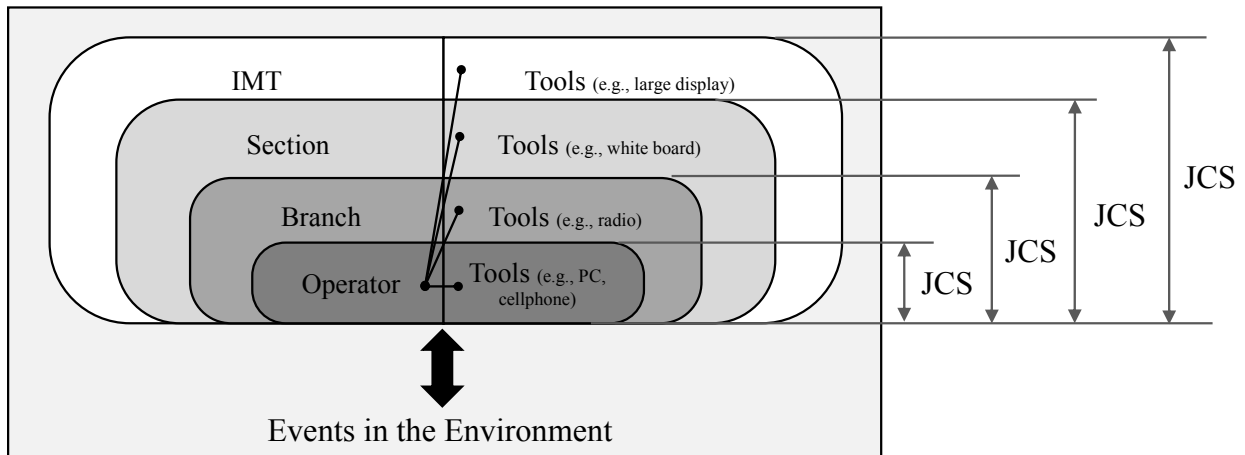 IMT
Tools (e.g., large display)
Section
Tools (e.g., white board)
JCS
Branch
Tools (e.g., radio)
JCS
JCS
Operator
Tools (e.g., PC,
cellphone)
JCS
Events in the Environment